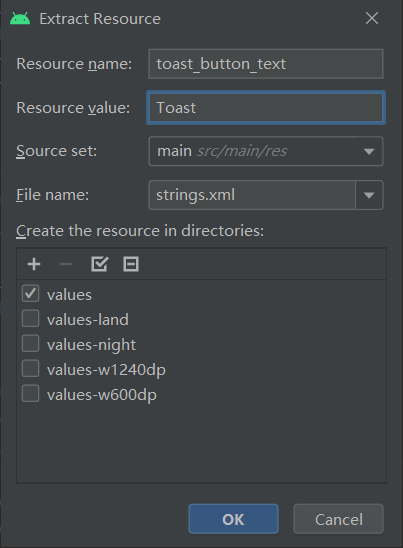 Extract Resource
Resource name: toast_button_text
Resource value: Toast
Source set: main src/main/res
File name: strings.xml
Create the resource in directories:
values
values-land
values-night
values-w1240dp
values-w600dp
OK Cancel